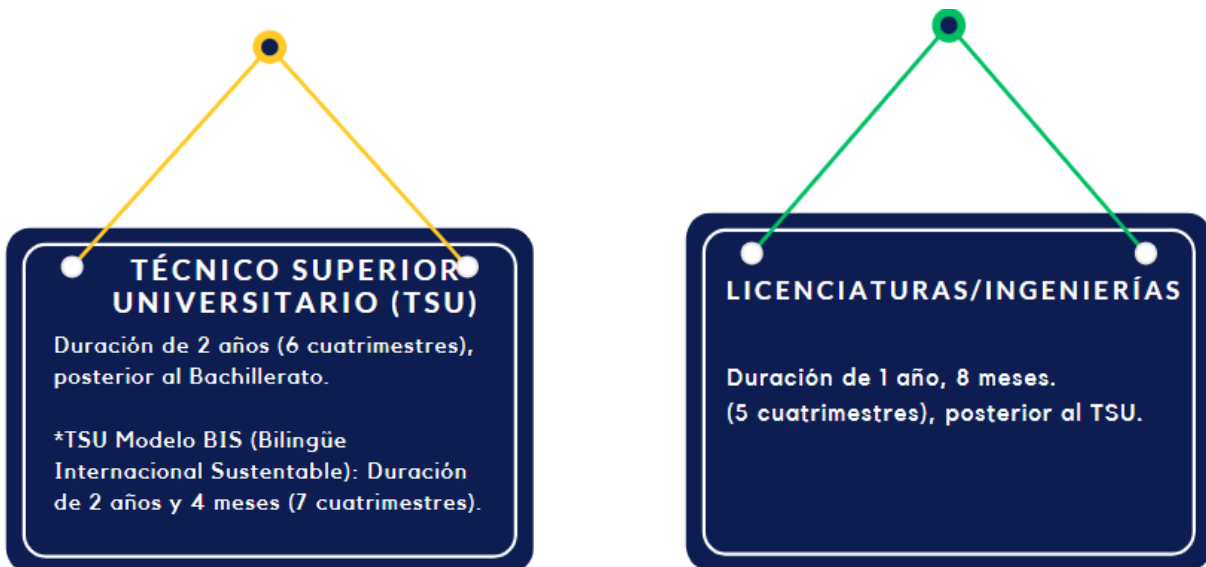 TÉCNICO SUPERIOR
UNIVERSITARIO (TSU)
Duración de 2 años (6 cuatrimestres),
posterior al Bachillerato.
*TSU Modelo BIS (Bilingüe
Internacional Sustentable): Duración
de 2 años y 4 meses (7 cuatrimestres).
LICENCIATURAS/INGENIERÍAS
Duración de 1 año, 8 meses.
(5 cuatrimestres), posterior al TSU.